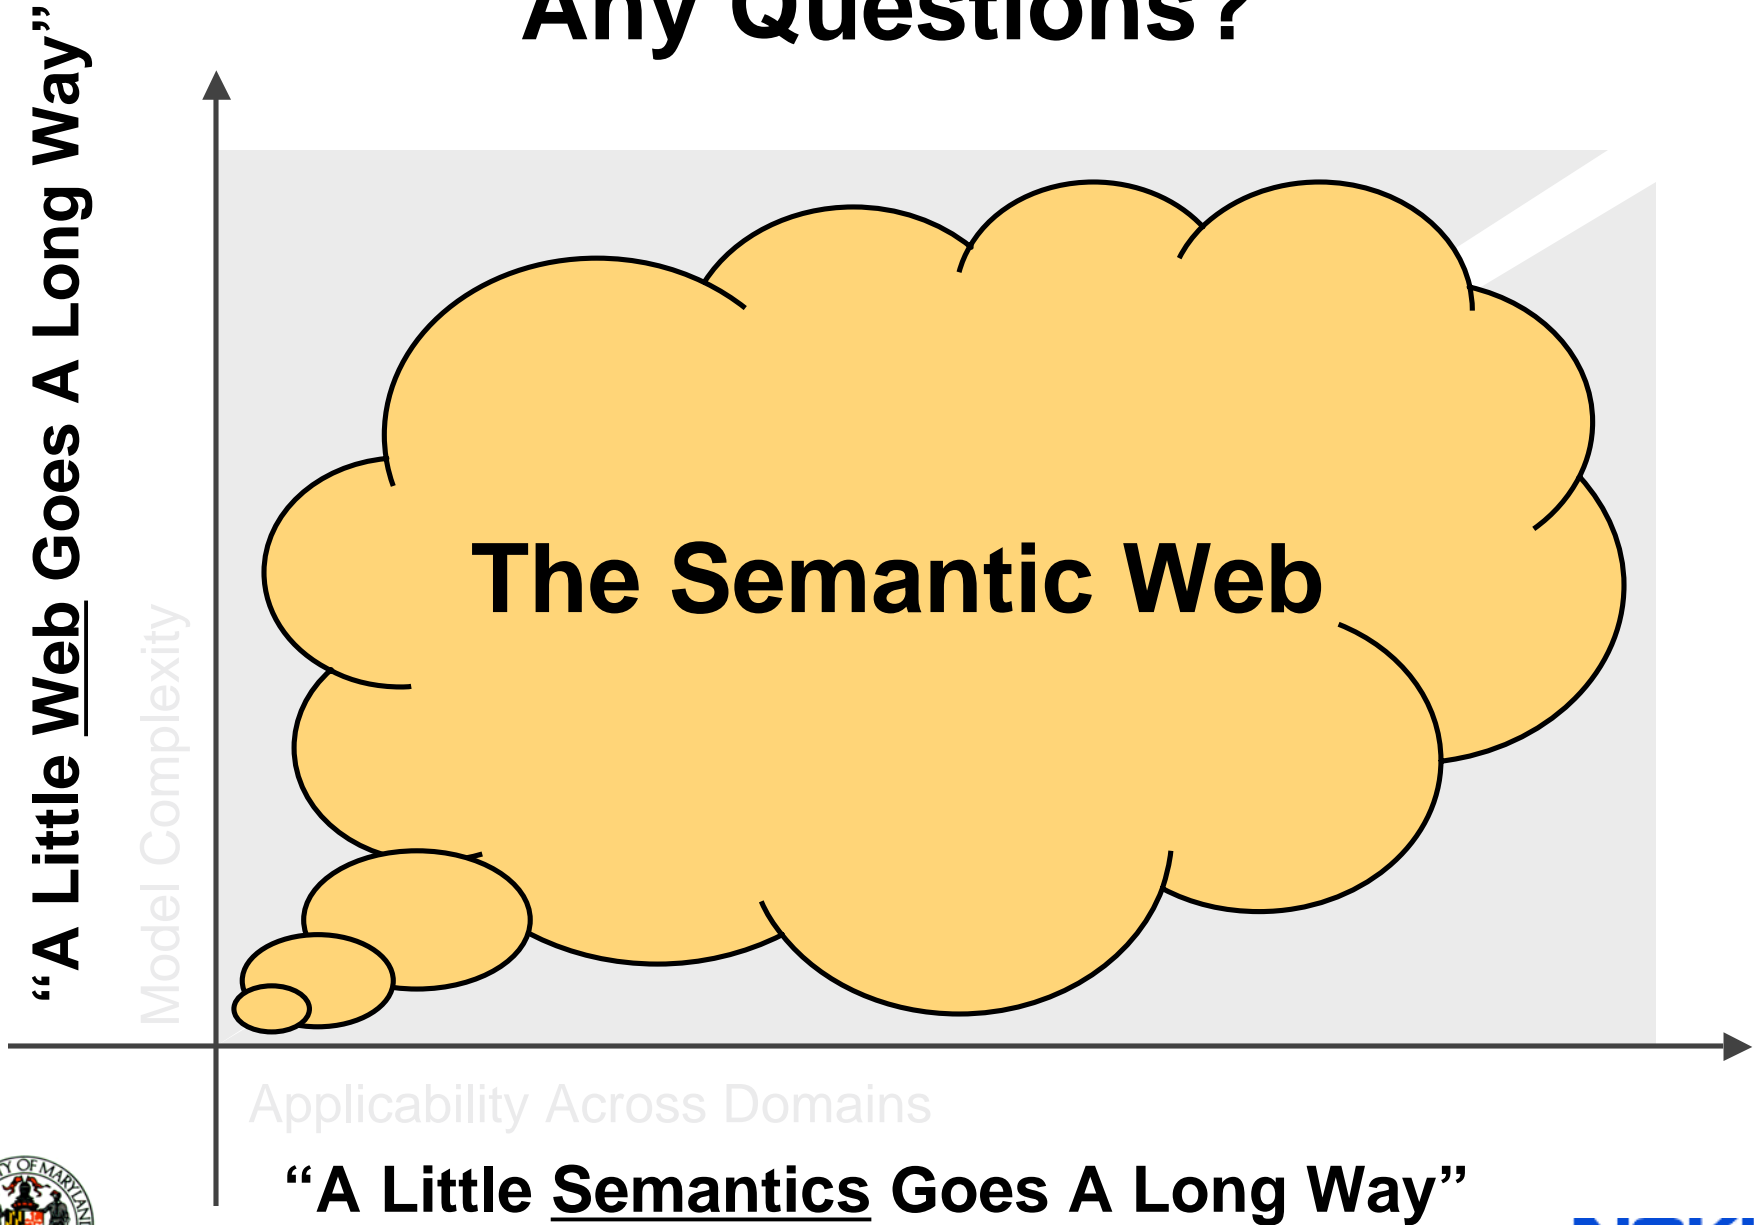 Any Questions?
“A Little Web Goes A Long Way”
Model Complexity
The Semantic Web
Applicability Across Domains
“A Little Semantics Goes A Long Way”